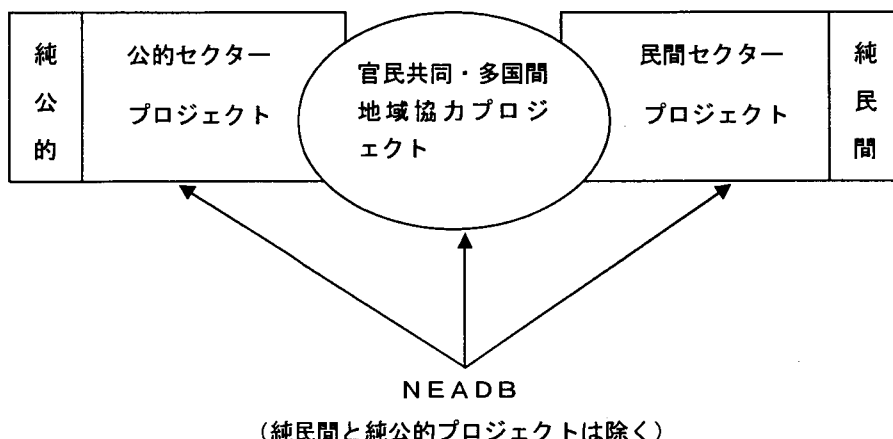 純公的
公的セクター
プロジェクト
官民共同・多国間
地域協力プロジ
ェクト
民間セクター
プロジェクト
純民間
NEADB
（純民間と純公的プロジェクトは除く）